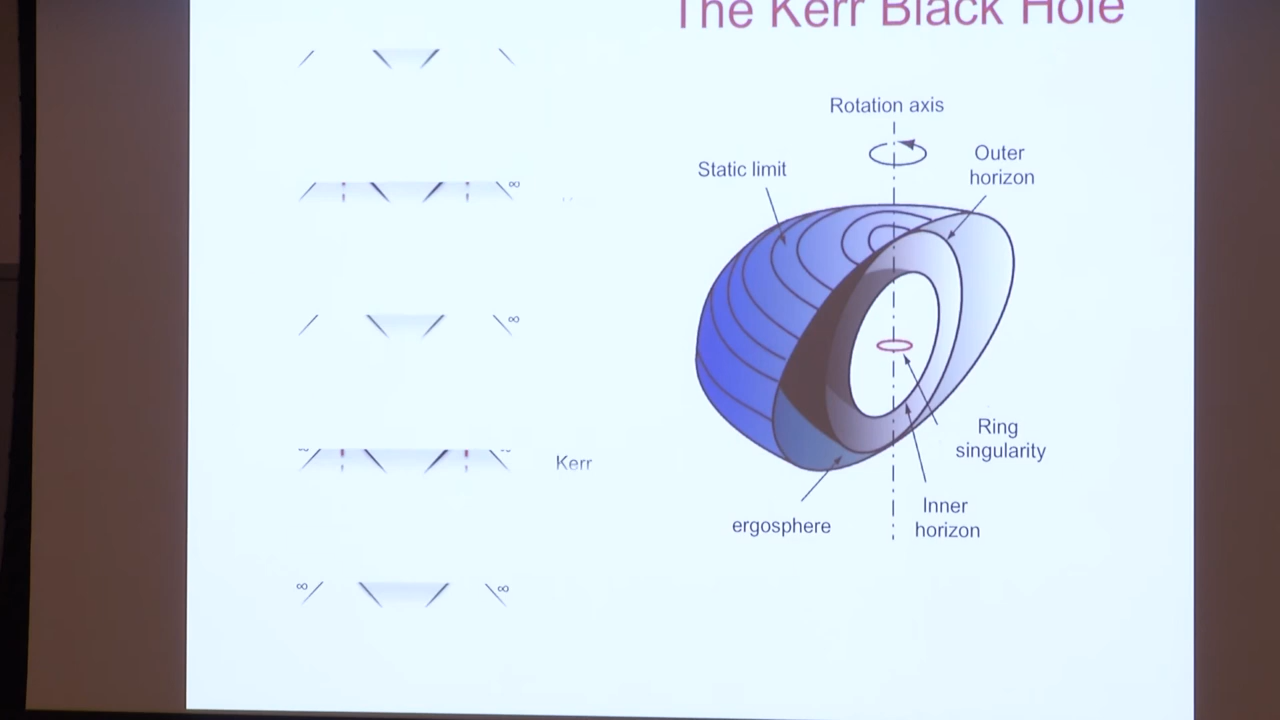 The Kerr Black Hole
Rotation axis
Static limit
Outer
horizon
∞
∞
Kerr
Ring
singularity
Inner
horizon
ergosphere
∞
∞